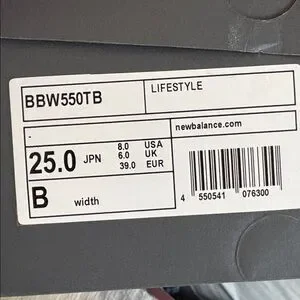 BBW550TB
LIFESTYLE
-
newbalance.com
25.0 JPN
8.0 USA
6.0 UK
39.0 EUR
B width
4 550541 076300